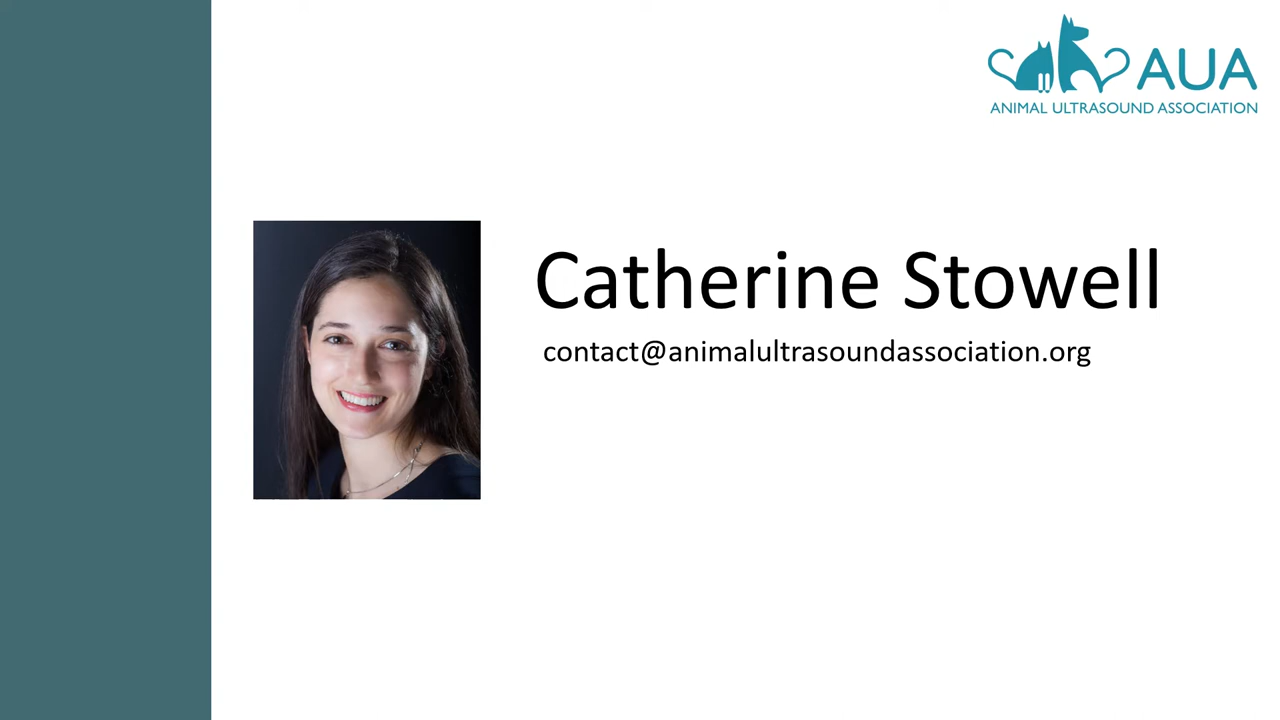 AUA
ANIMAL ULTRASOUND ASSOCIATION
Catherine Stowell
contact@animalultrasoundassociation.org